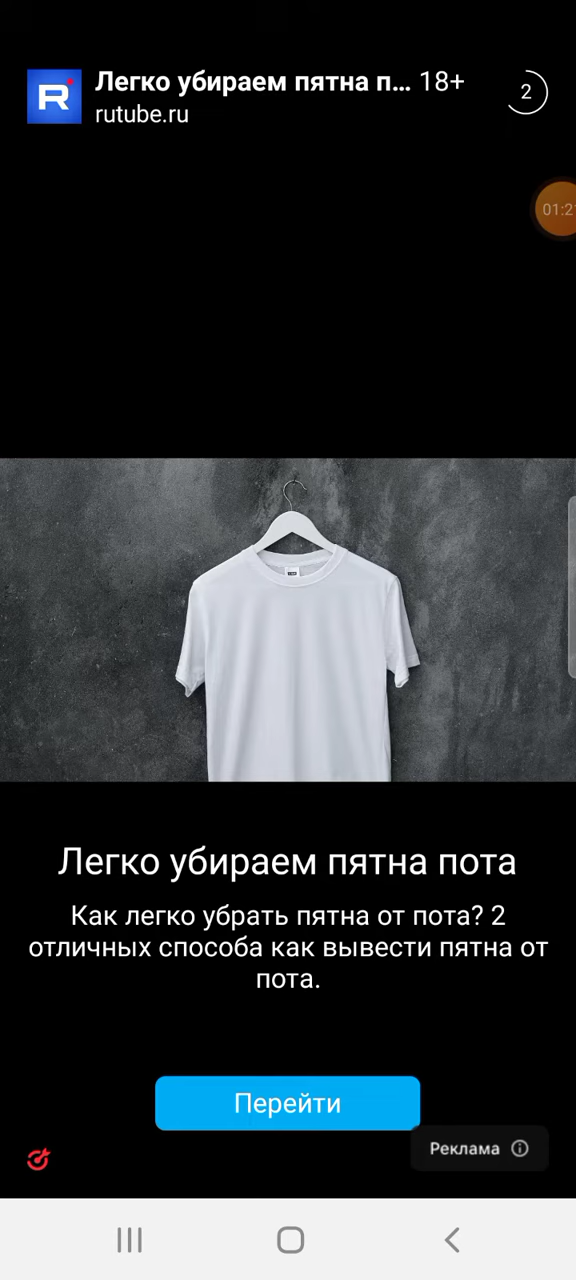 R
Легко убираем пятна п... 18+
rutube.ru
2
Легко убираем пятна пота
Как легко убрать пятна от пота? 2
отличных способа как вывести пятна от
пота.
Перейти
Реклама